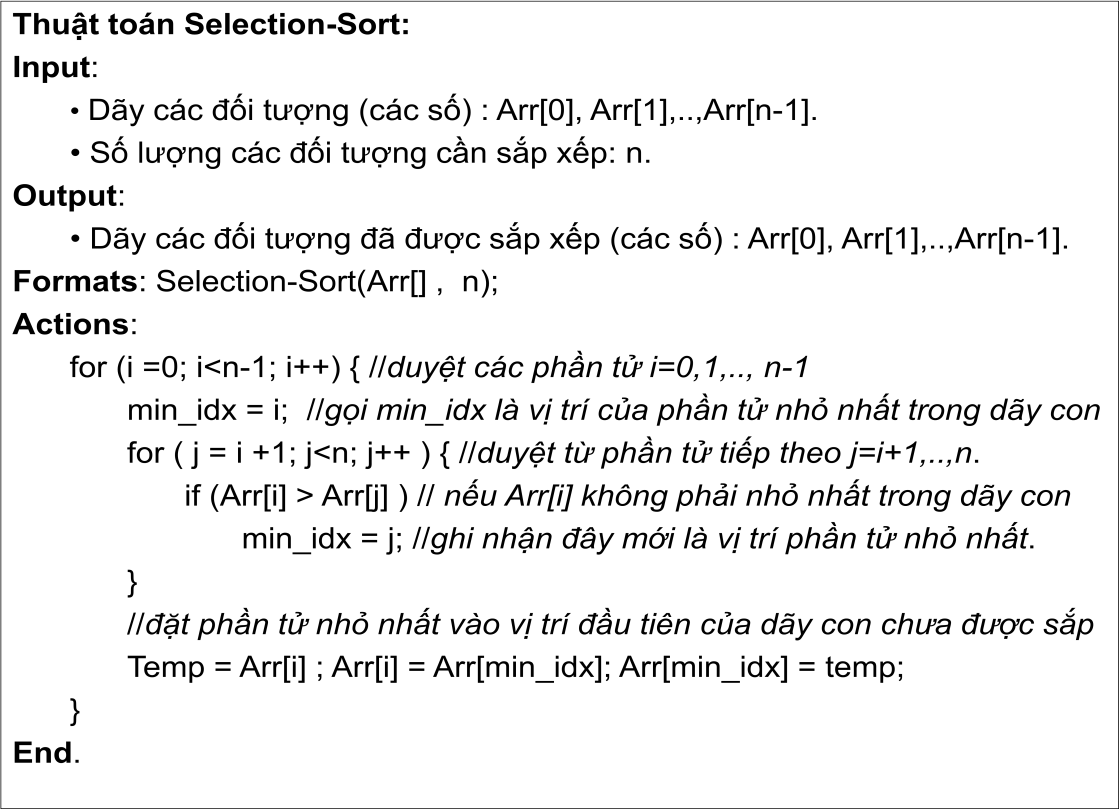 Thuật toán Selection-Sort:
Input:
• Dãy các đối tượng (các số) : Arr[0], Arr[1],..,Arr[n-1].
• Số lượng các đối tượng cần sắp xếp: n.
Output:
• Dãy các đối tượng đã được sắp xếp (các số) : Arr[0], Arr[1],..,Arr[n-1].
Formats: Selection-Sort(Arr[] , n);
Actions:
for (i =0; i<n-1; i++) { //duyệt các phần tử i=0,1,.., n-1
min_idx = i; //gọi min_idx là vị trí của phần tử nhỏ nhất trong dãy con
for ( j = i +1; j<n; j++ ) { //duyệt từ phần tử tiếp theo j=i+1,..,n.
if (Arr[i] > Arr[j] ) // nếu Arr[i] không phải nhỏ nhất trong dãy con
min_idx = j; //ghi nhận đây mới là vị trí phần tử nhỏ nhất.
}
//đặt phần tử nhỏ nhất vào vị trí đầu tiên của dãy con chưa được sắp
Temp = Arr[i] ; Arr[i] = Arr[min_idx]; Arr[min_idx] = temp;
}
End.